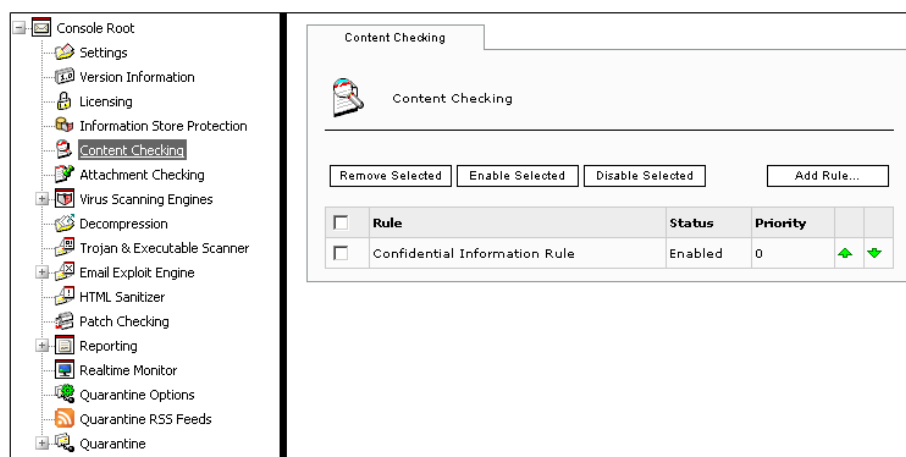 Console Root
Settings
Version Information
Licensing
Information Store Protection
Content Checking
Attachment Checking
Virus Scanning Engines
Decompression
Trojan & Executable Scanner
Email Exploit Engine
HTML Sanitizer
Patch Checking
Reporting
Realtime Monitor
Quarantine Options
Quarantine RSS Feeds
Quarantine
Content Checking
Content Checking
Remove Selected Enable Selected Disable Selected Add Rule...
Rule Status Priority
Confidential Information Rule Enabled 0